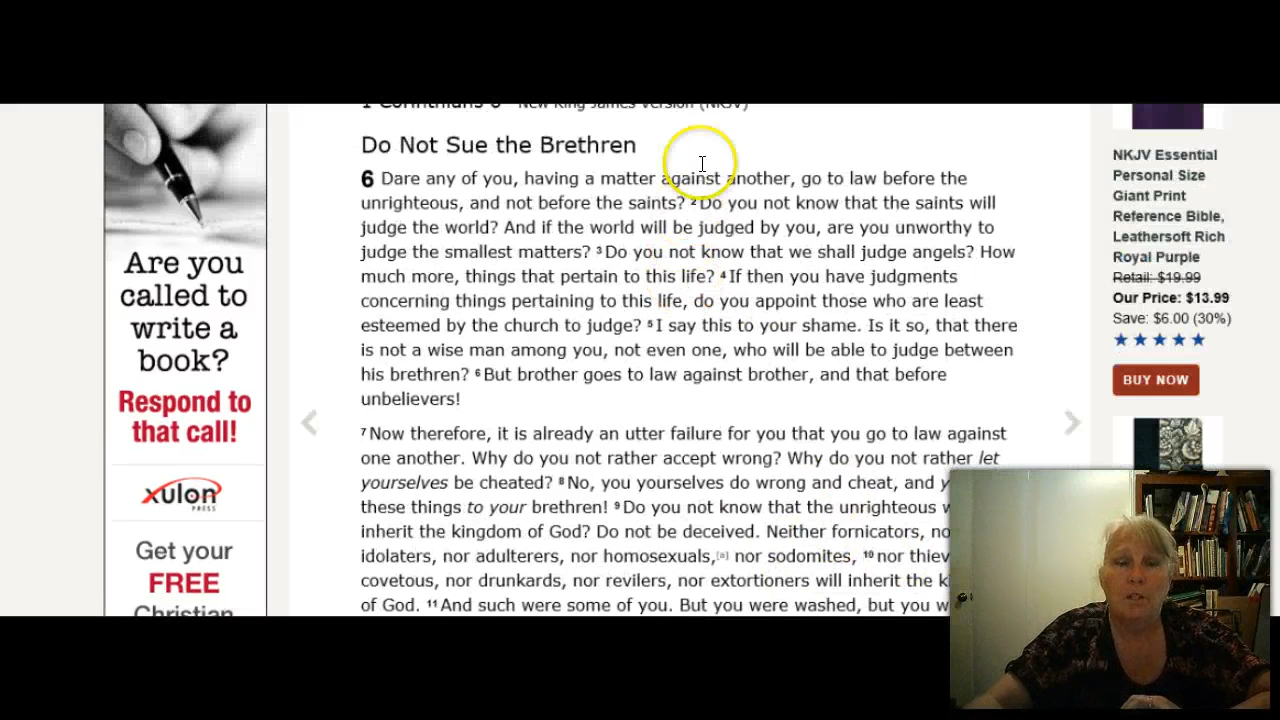 1 Corinthians 6 New King James Version (NKJV)
Do Not Sue the Brethren
6 Dare any of you, having a matter against another, go to law before the
unrighteous, and not before the saints? 2 Do you not know that the saints will
judge the world? And if the world will be judged by you, are you unworthy to
judge the smallest matters? 3 Do you not know that we shall judge angels? How
much more, things that pertain to this life? 4 If then you have judgments
concerning things pertaining to this life, do you appoint those who are least
esteemed by the church to judge? 5 I say this to your shame. Is it so, that there
is not a wise man among you, not even one, who will be able to judge between
his brethren? 6 But brother goes to law against brother, and that before
unbelievers!
7 Now therefore, it is already an utter failure for you that you go to law against
one another. Why do you not rather accept wrong? Why do you not rather let
yourselves be cheated? 8 No, you yourselves do wrong and cheat, and
these things to your brethren! 9 Do you not know that the unrighteous
inherit the kingdom of God? Do not be deceived. Neither fornicators,
idolaters, nor adulterers, nor homosexuals,[a] nor sodomites, 10 nor
covetous, nor drunkards, nor revilers, nor extortioners will inherit the
of God. 11 And such were some of you. But you were washed, but you
Are you
called to
write a
book?
Respond to
that call!
xulon
PRESS
Get your
FREE
Christian
NKJV Essential
Personal Size
Giant Print
Reference Bible,
Leathersoft Rich
Royal Purple
Retail: $19.99
Our Price: $13.99
Save: $6.00 (30%)
BUY NOW